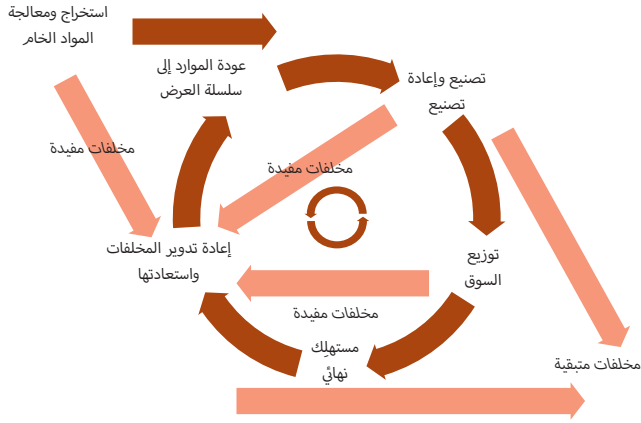 استخراج ومعالجة
المواد الخام
عودة الموارد إلى
سلسلة العرض
تصنيع وإعادة
تصنيع
مخلفات مفيدة
مخلفات مفيدة
إعادة تدوير المخلفات
واستعادتها
توزيع
السوق
مخلفات مفيدة
مستهلِك
نهائي
مخلفات متبقية